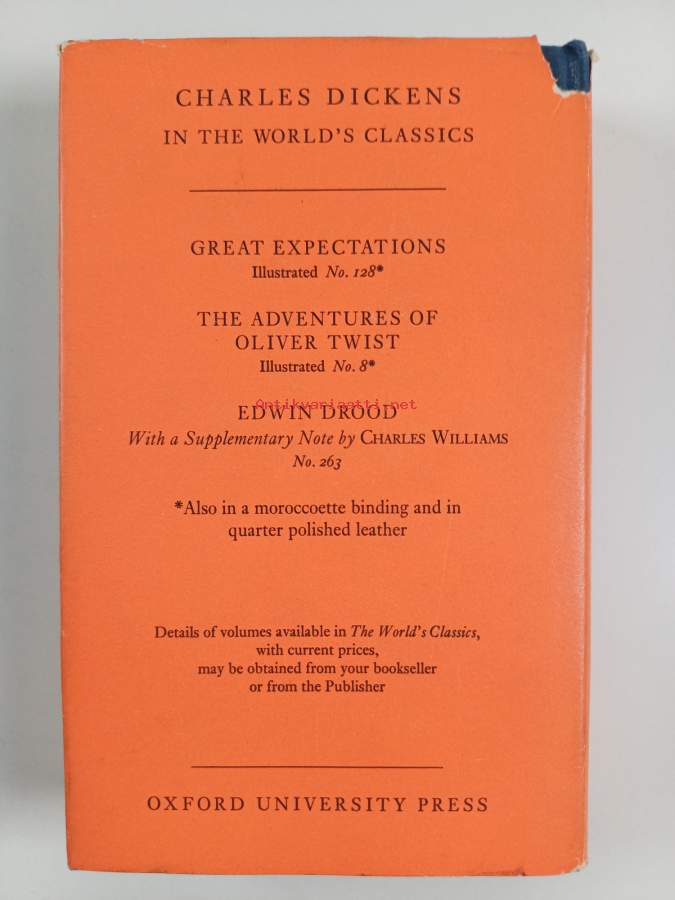 CHARLES DICKENS
IN THE WORLD'S CLASSICS
GREAT EXPECTATIONS
Illustrated No. 128*
THE ADVENTURES OF
OLIVER TWIST
Illustrated No. 8*
Antikvariaatti.net
EDWIN DROOD
With a Supplementary Note by CHARLES WILLIAMS
No. 263
*Also in a moroccoette binding and in
quarter polished leather
Details of volumes available in The World's Classics,
with current prices,
may be obtained from your bookseller
or from the Publisher
OXFORD UNIVERSITY PRESS